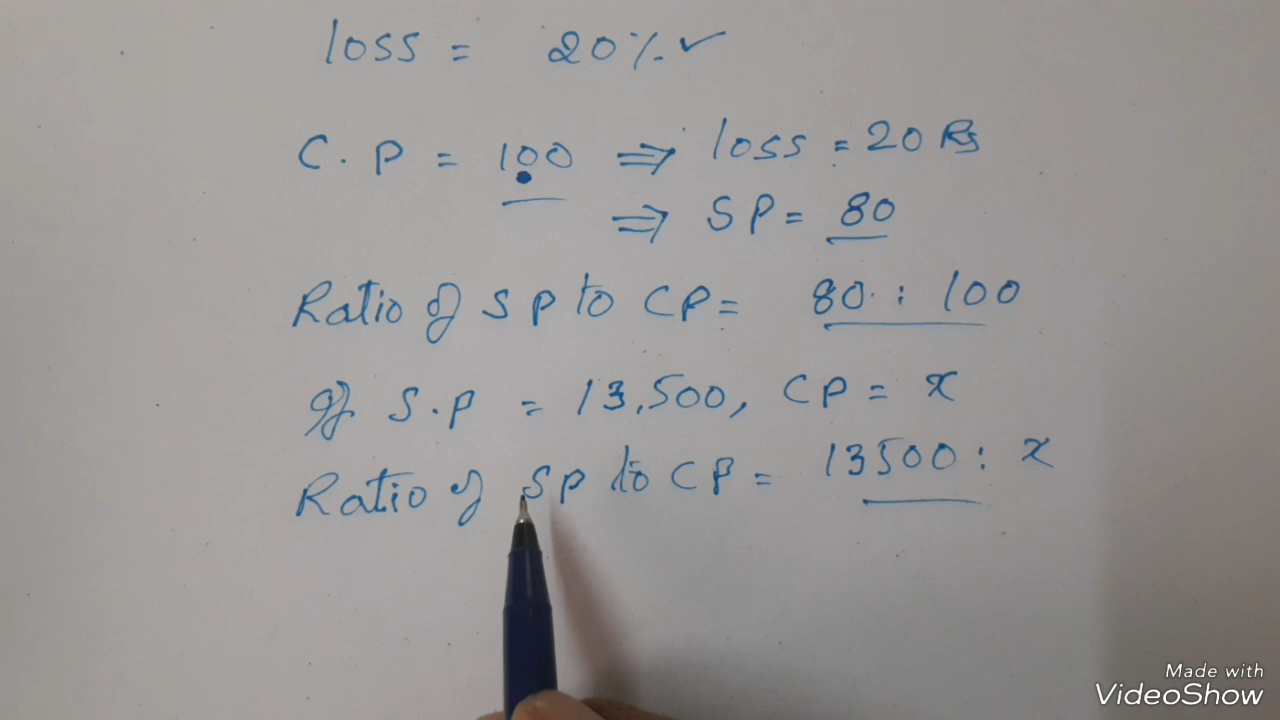 loss = 20%. ✓
C.P = 100 ⇒ loss = 20 Rs
⇒ SP = 80
Ratio of SP to CP = 80 : 100
If S.P = 13,500, CP = x
Ratio of SP to CP = 13500 : x
Made with
VideoShow